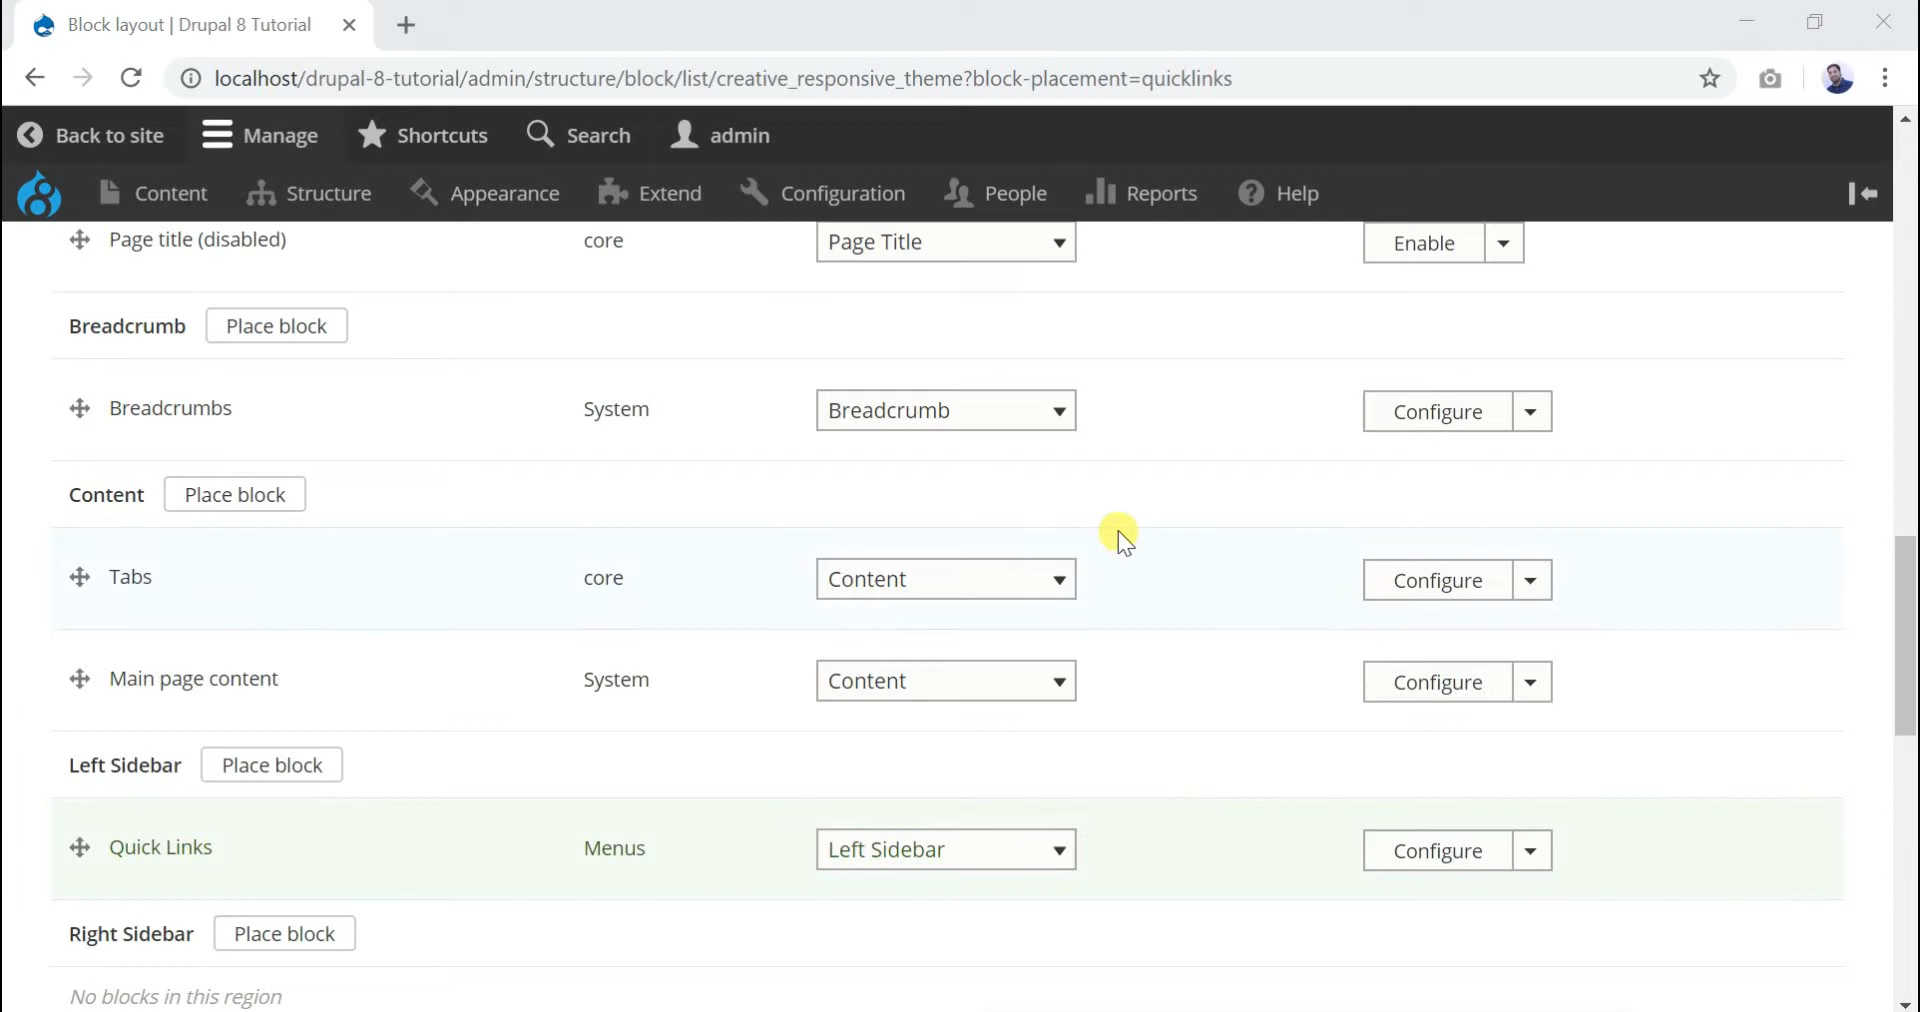 Block layout | Drupal 8 Tutorial
localhost/drupal-8-tutorial/admin/structure/block/list/creative_responsive_theme?block-placement=quicklinks
Back to site Manage Shortcuts Search admin
Content Structure Appearance Extend Configuration People Reports Help
Page title (disabled) core Page Title Enable
Breadcrumb Place block
Breadcrumbs System Breadcrumb Configure
Content Place block
Tabs core Content Configure
Main page content System Content Configure
Left Sidebar Place block
Quick Links Menus Left Sidebar Configure
Right Sidebar Place block
No blocks in this region